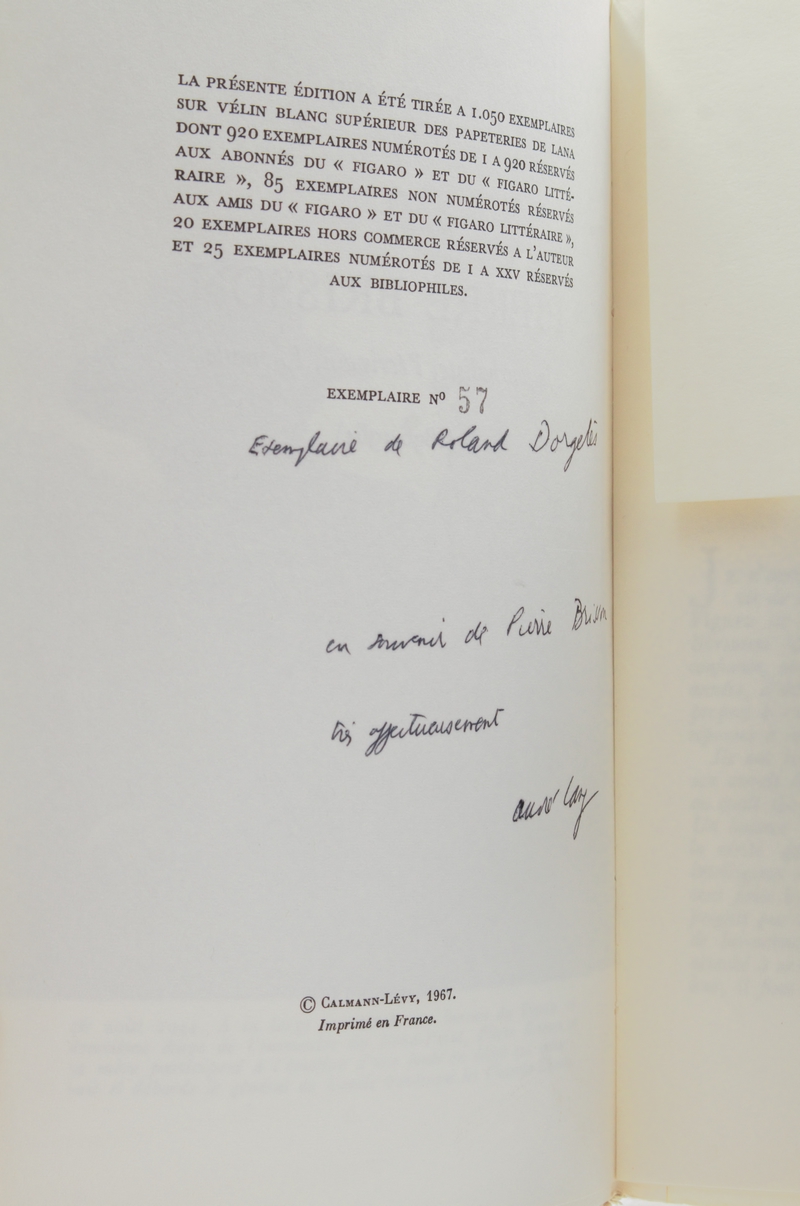 LA PRÉSENTE ÉDITION A ÉTÉ TIRÉE A 1.050 EXEMPLAIRES
SUR VÉLIN BLANC SUPÉRIEUR DES PAPETERIES DE LANA
DONT 920 EXEMPLAIRES NUMÉROTÉS DE 1 A 920 RÉSERVÉS
AUX ABONNÉS DU « FIGARO » ET DU « FIGARO LITTÉ-
RAIRE », 85 EXEMPLAIRES NON NUMÉROTÉS RÉSERVÉS
AUX AMIS DU « FIGARO » ET DU « FIGARO LITTÉRAIRE »,
20 EXEMPLAIRES HORS COMMERCE RÉSERVÉS A L'AUTEUR
ET 25 EXEMPLAIRES NUMÉROTÉS DE I A XXV RÉSERVÉS
AUX BIBLIOPHILES.
EXEMPLAIRE Nº 57
Exemplaire de Roland Dorgelès
en souvenir de Pierre Brisson
très affectueusement
André
© CALMANN-LÉVY, 1967.
Imprimé en France.